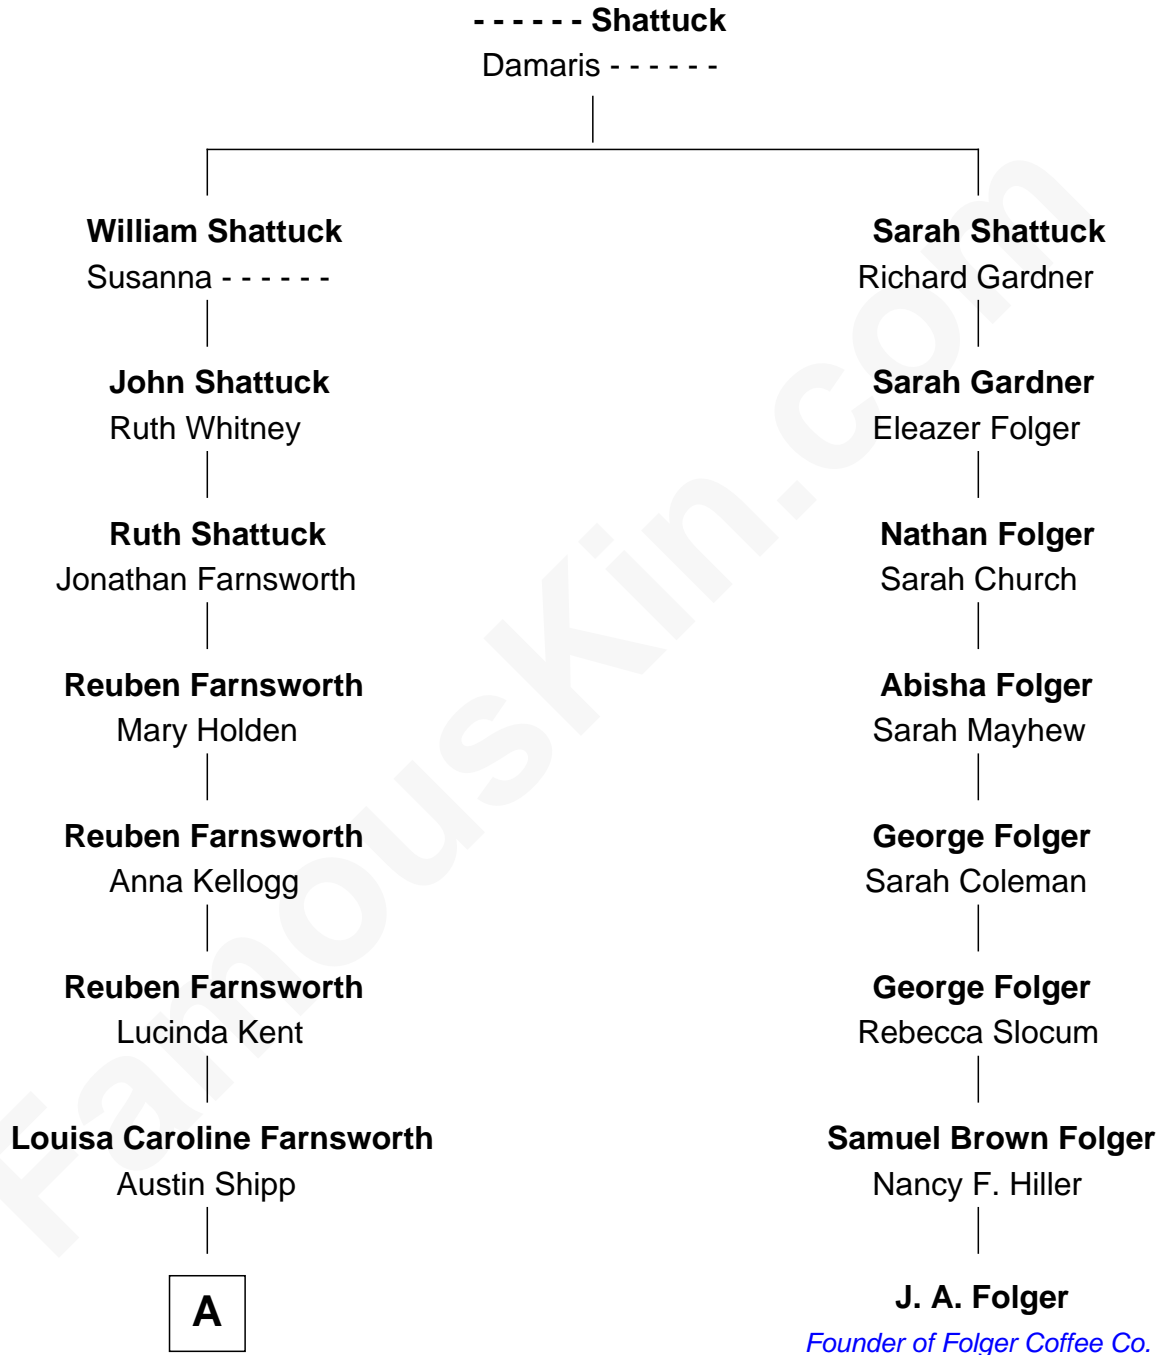 - - - - - - Shattuck
Damaris - - - - - -
William Shattuck
Susanna - - - - - -
Sarah Shattuck
Richard Gardner
John Shattuck
Ruth Whitney
Sarah Gardner
Eleazer Folger
Ruth Shattuck
Jonathan Farnsworth
Nathan Folger
Sarah Church
Reuben Farnsworth
Mary Holden
Abisha Folger
Sarah Mayhew
Reuben Farnsworth
Anna Kellogg
George Folger
Sarah Coleman
Reuben Farnsworth
Lucinda Kent
George Folger
Rebecca Slocum
Louisa Caroline Farnsworth
Austin Shipp
Samuel Brown Folger
Nancy F. Hiller
A
J. A. Folger
Founder of Folger Coffee Co.
FamousKin.com